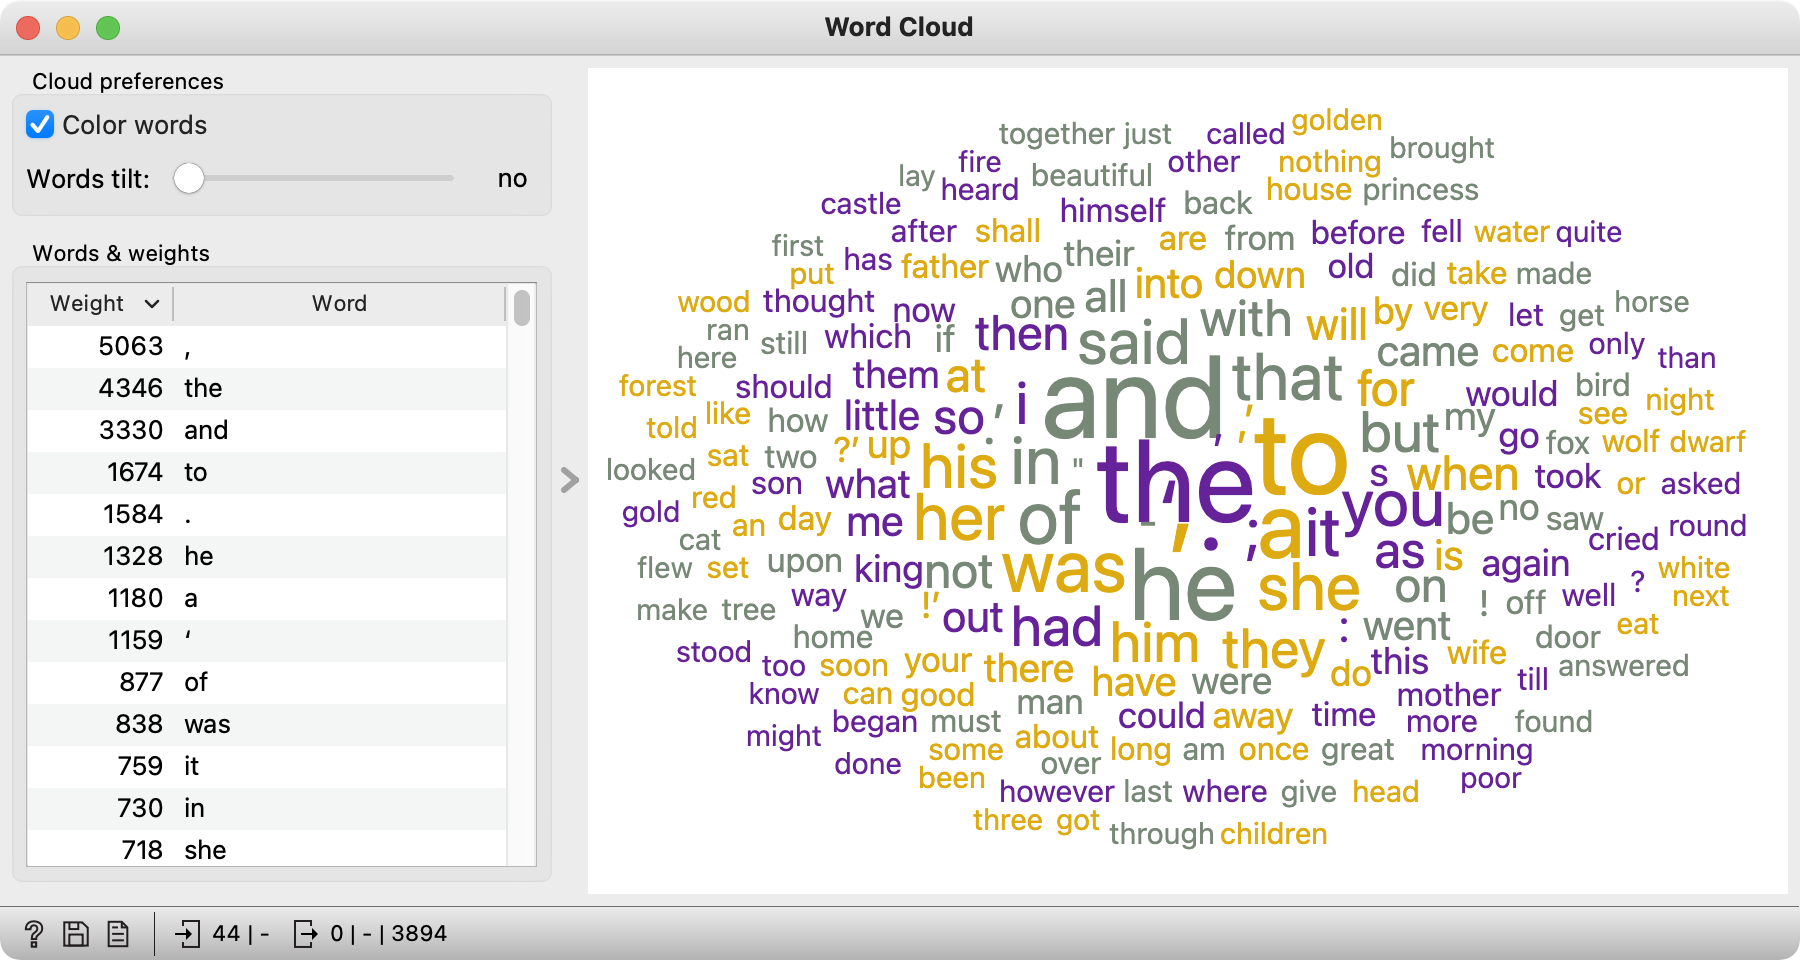 Word Cloud
Cloud preferences
Color words
Words tilt: no
Words & weights
Weight Word
5063 ,
4346 the
3330 and
1674 to
1584 .
1328 he
1180 a
1159 ‘
877 of
838 was
759 it
730 in
718 she
golden
together just called
brought
fire other nothing
lay heard beautiful house princess
castle himself back
after shall are from before fell water quite
first their
put has father who into down old did take made
wood thought now one all by very let get horse
ran which if then said with will
here still came come only than
forest should them at that for would bird
told like how little so , i and but my see night
looked sat two ?’ up his in " the , ’ to s when go fox wolf dwarf
gold red son what took or asked
cat an day me her of - ‘ , . ; a it you be no saw cried round
flew set upon king not was he she as is again white
make tree way we !’ out had on ! off well ? next
home him they : went door eat
stood too soon your there do this wife answered
know can good man have were mother till
might began must could away time more found
done some about long am once great morning
been over poor
however last where give head
three got through children
? 44 | - 0 | - | 3894